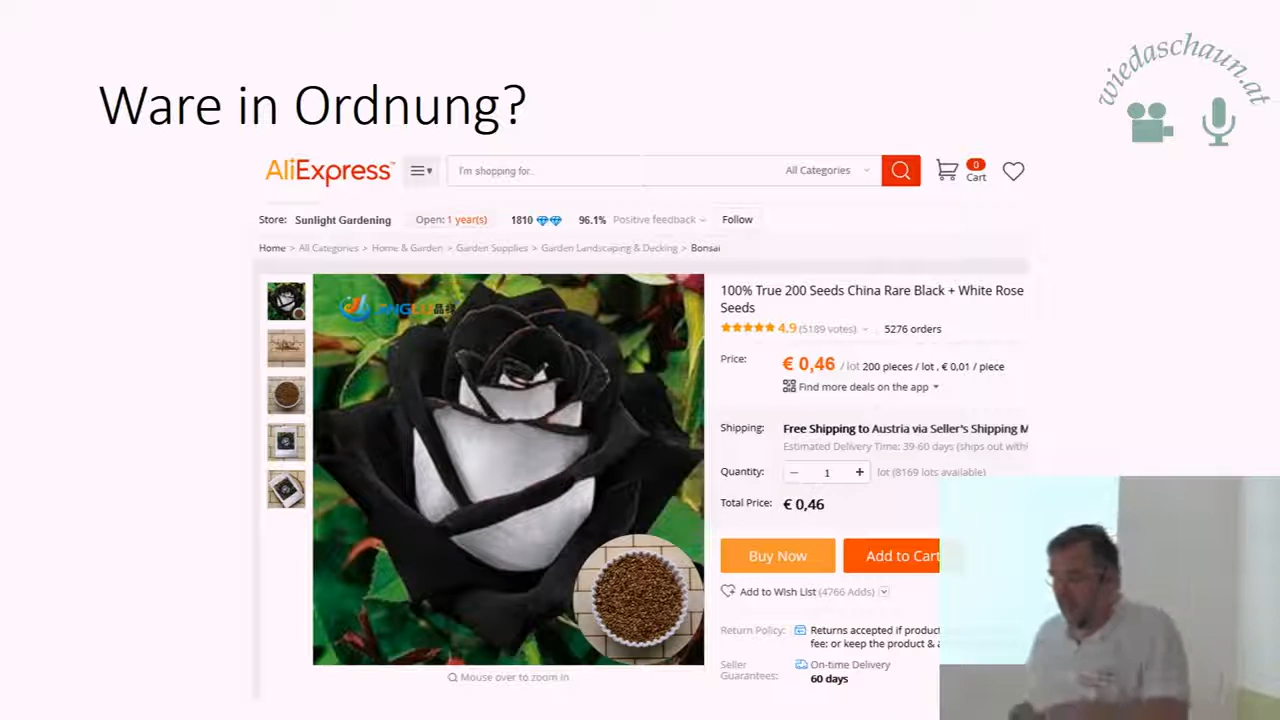 wiedaschaun.at
Ware in Ordnung?
AliExpress™
I'm shopping for..
All Categories
0
Cart
Store: Sunlight Gardening Open: 1 year(s) 1810 96.1% Positive feedback Follow
Home > All Categories > Home & Garden > Garden Supplies > Garden Landscaping & Decking > Bonsai
100% True 200 Seeds China Rare Black + White Rose
Seeds
4.9 (5189 votes) 5276 orders
Price: € 0,46 / lot 200 pieces / lot , € 0,01 / piece
Find more deals on the app
Shipping: Free Shipping to Austria via Seller's Shipping M
Estimated Delivery Time: 39-60 days (ships out withi
Quantity: − 1 + lot (8169 lots available)
Total Price: € 0,46
Buy Now Add to Cart
Add to Wish List (4766 Adds)
Return Policy: Returns accepted if product
fee; or keep the product &
Seller
Guarantees:
On-time Delivery
60 days
Mouse over to zoom in